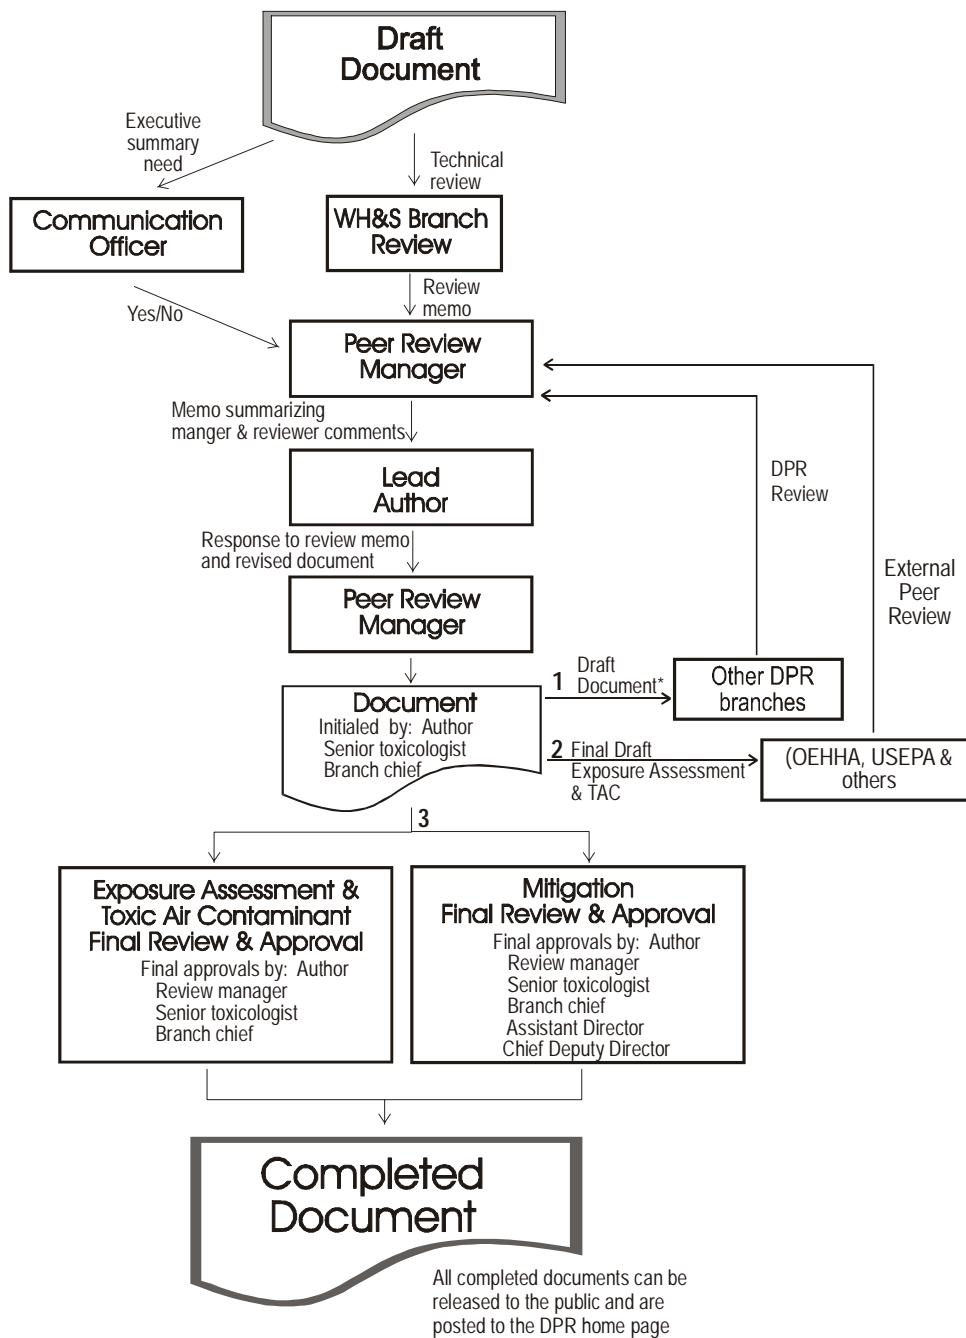 Draft
Document
Executive
summary
need
Technical
review
Communication
Officer
WH&S Branch
Review
Review
memo
Yes/No
Peer Review
Manager
Memo summarizing
manger & reviewer comments
Lead
Author
DPR
Review
Response to review memo
and revised document
External
Peer
Review
Peer Review
Manager
1 Draft
Document*
Other DPR
branches
Document
Initialed by: Author
Senior toxicologist
Branch chief
2 Final Draft
Exposure Assessment
& TAC
(OEHHA, USEPA &
others
3
Exposure Assessment &
Toxic Air Contaminant
Final Review & Approval
Final approvals by: Author
Review manager
Senior toxicologist
Branch chief
Mitigation
Final Review & Approval
Final approvals by: Author
Review manager
Senior toxicologist
Branch chief
Assistant Director
Chief Deputy Director
Completed
Document
All completed documents can be
released to the public and are
posted to the DPR home page